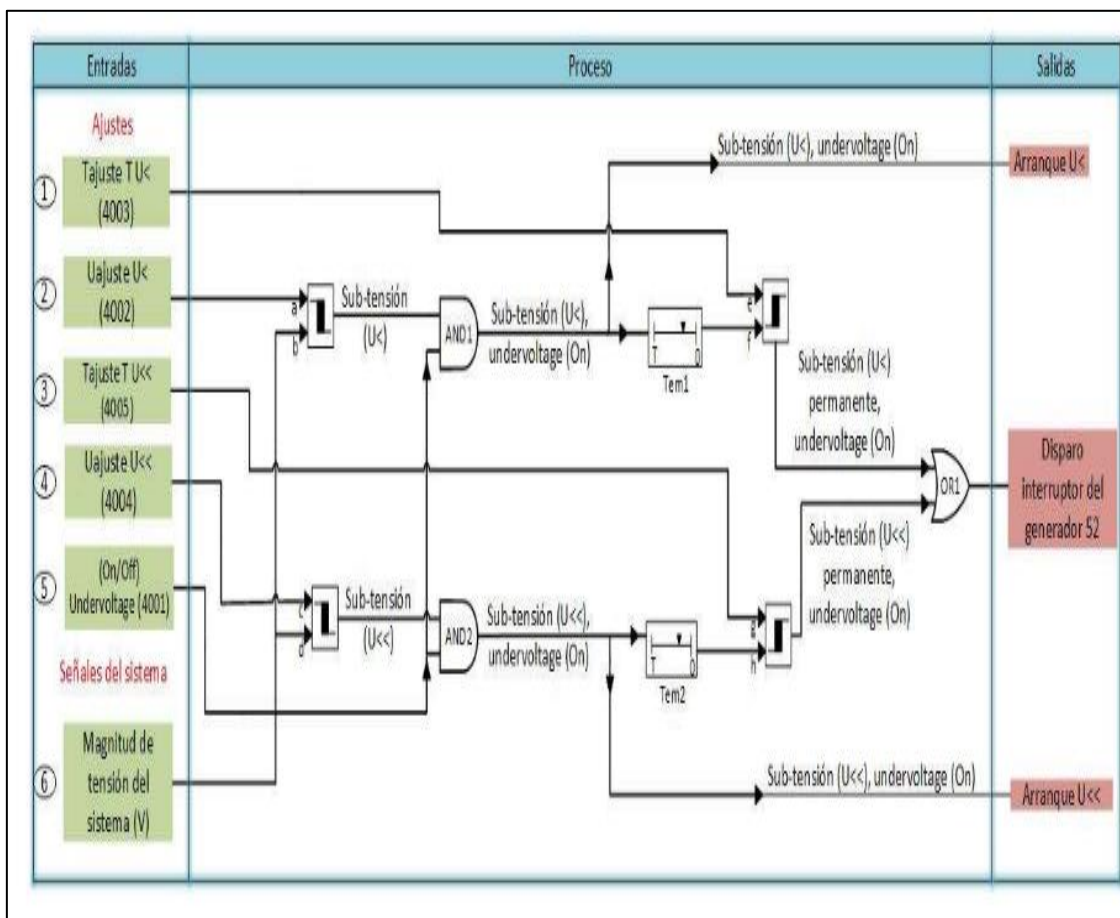 Entradas
Proceso
Salidas
Ajustes
1
Tajuste T U<
(4003)
2
Uajuste U<
(4002)
3
Tajuste T U<<
(4005)
4
Uajuste U<<
(4004)
5
(On/Off)
Undervoltage (4001)
Señales del sistema
6
Magnitud de
tensión del
sistema (V)
a
b
Sub-tensión
(U<)
AND1
Sub-tensión (U<),
undervoltage (On)
Sub-tensión (U<), undervoltage (On)
T
0
Tem1
e
f
Sub-tensión (U<)
permanente,
undervoltage (On)
c
d
Sub-tensión
(U<<)
AND2
Sub-tensión (U<<),
undervoltage (On)
T
0
Tem2
g
h
Sub-tensión (U<<)
permanente,
undervoltage (On)
Sub-tensión (U<<), undervoltage (On)
OR1
Arranque U<
Disparo
interruptor del
generador 52
Arranque U<<